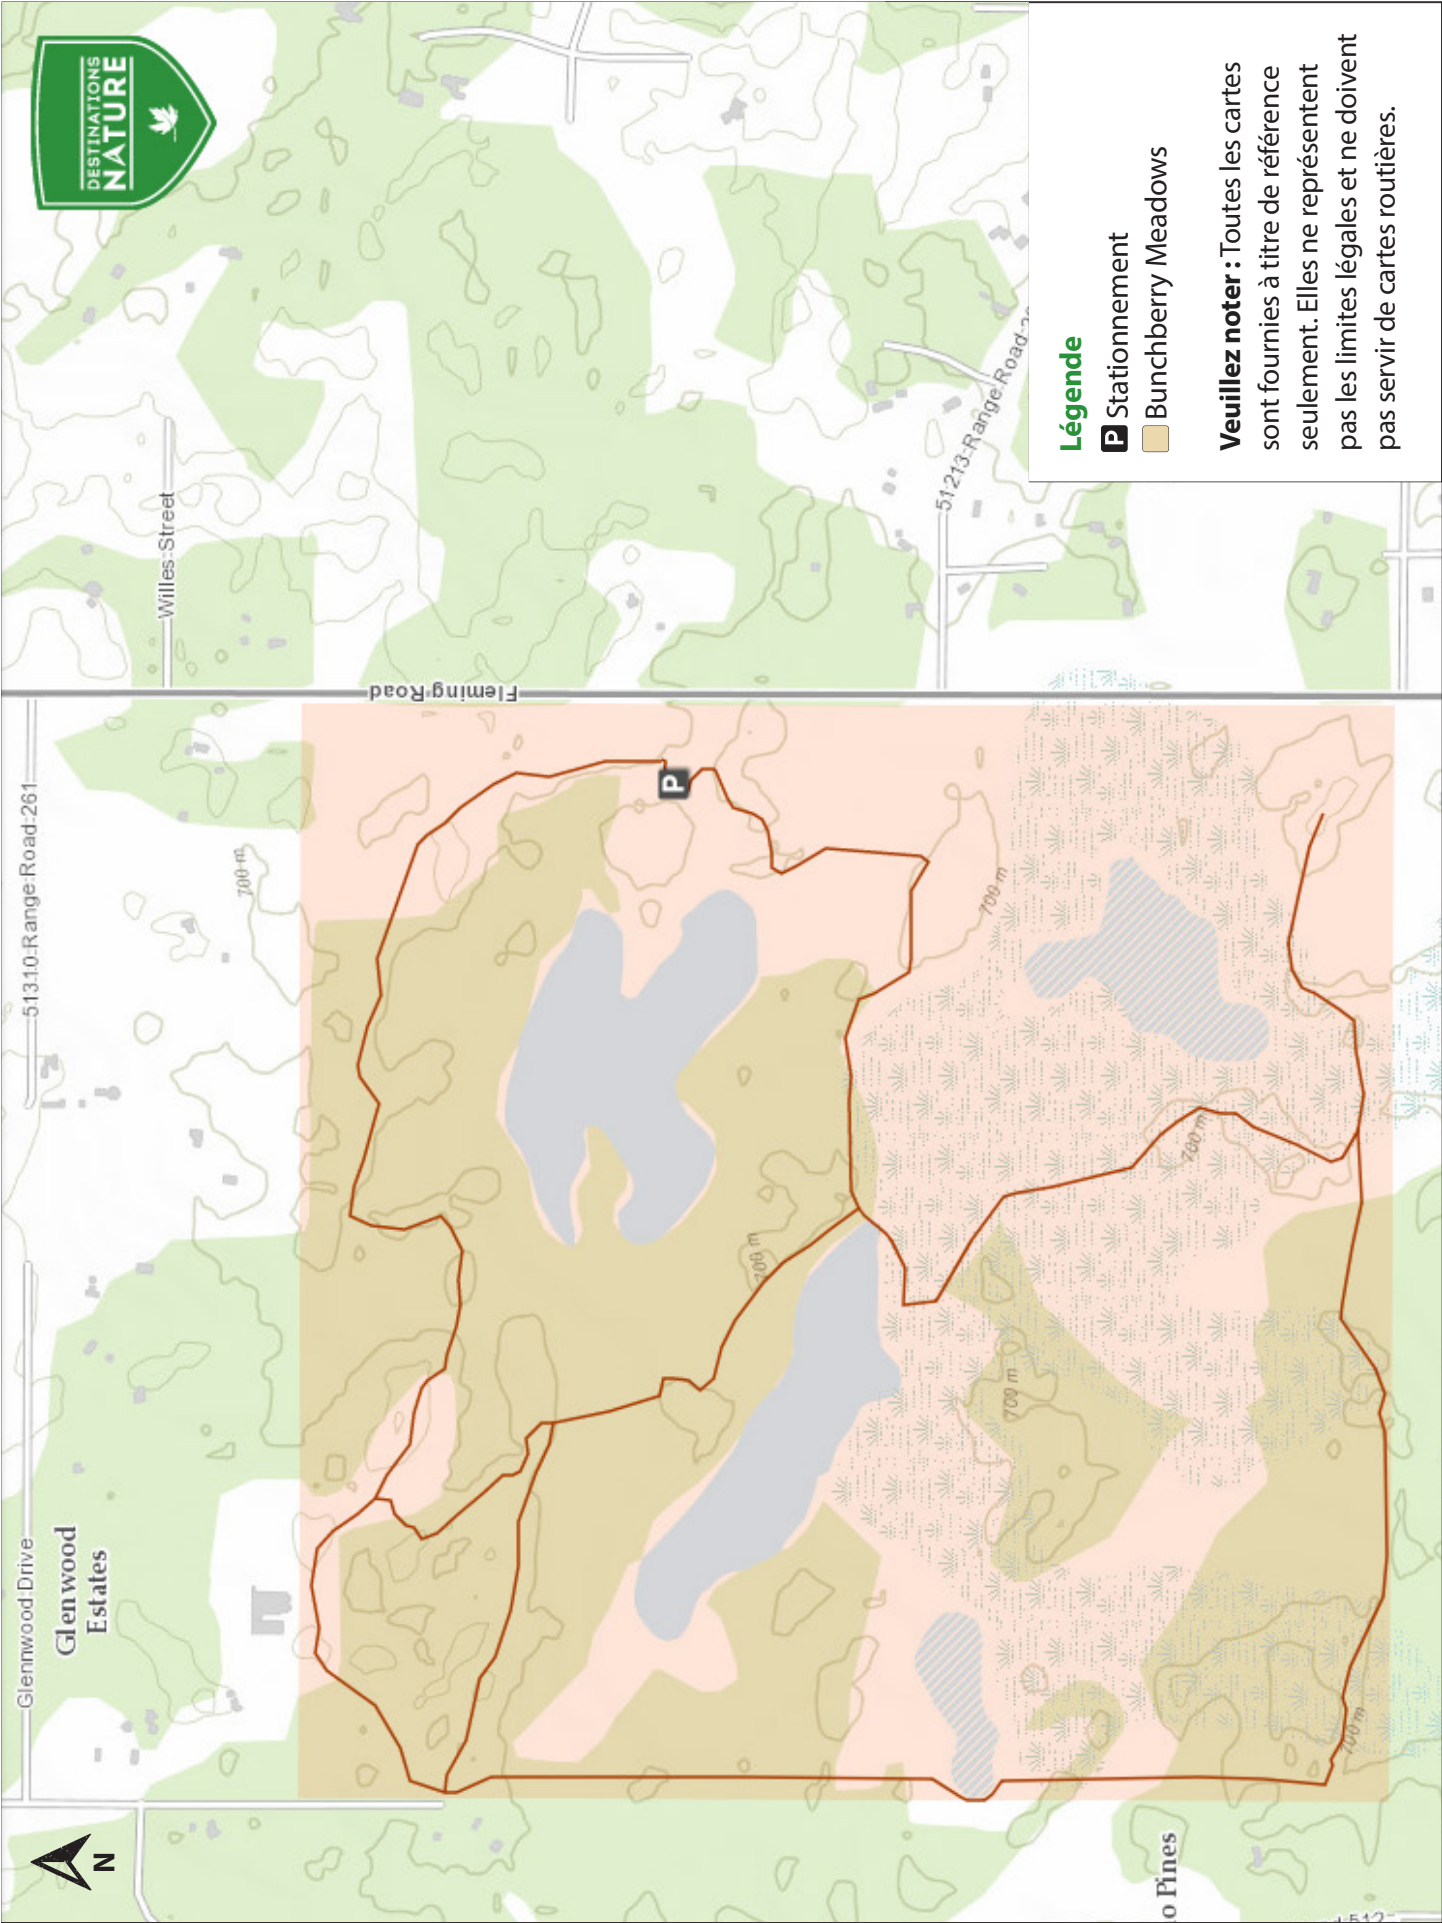 DESTINATIONS
NATURE
N
Glennwood Drive
Glenwood
Estates
51310 Range Road 261
Willes Street
Fleming Road
700 m
700 m
700 m
700 m
700 m
700 m
P
51213 Range Road
Pines
Légende
P Stationnement
Bunchberry Meadows
Veuillez noter : Toutes les cartes
sont fournies à titre de référence
seulement. Elles ne représentent
pas les limites légales et ne doivent
pas servir de cartes routières.